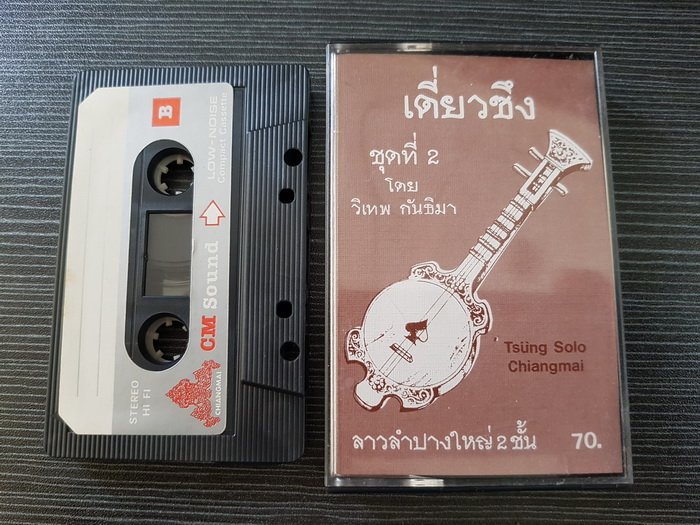 B
LOW-NOISE
Compact Cassette
CM Sound
STEREO
HI FI
CHIANGMAI
เดี่ยวซึง
ชุดที่ 2
โดย
วิเทพ กันธิมา
Tsüng Solo
Chiangmai
ลาวลำปางใหญ่ 2 ชั้น
70.